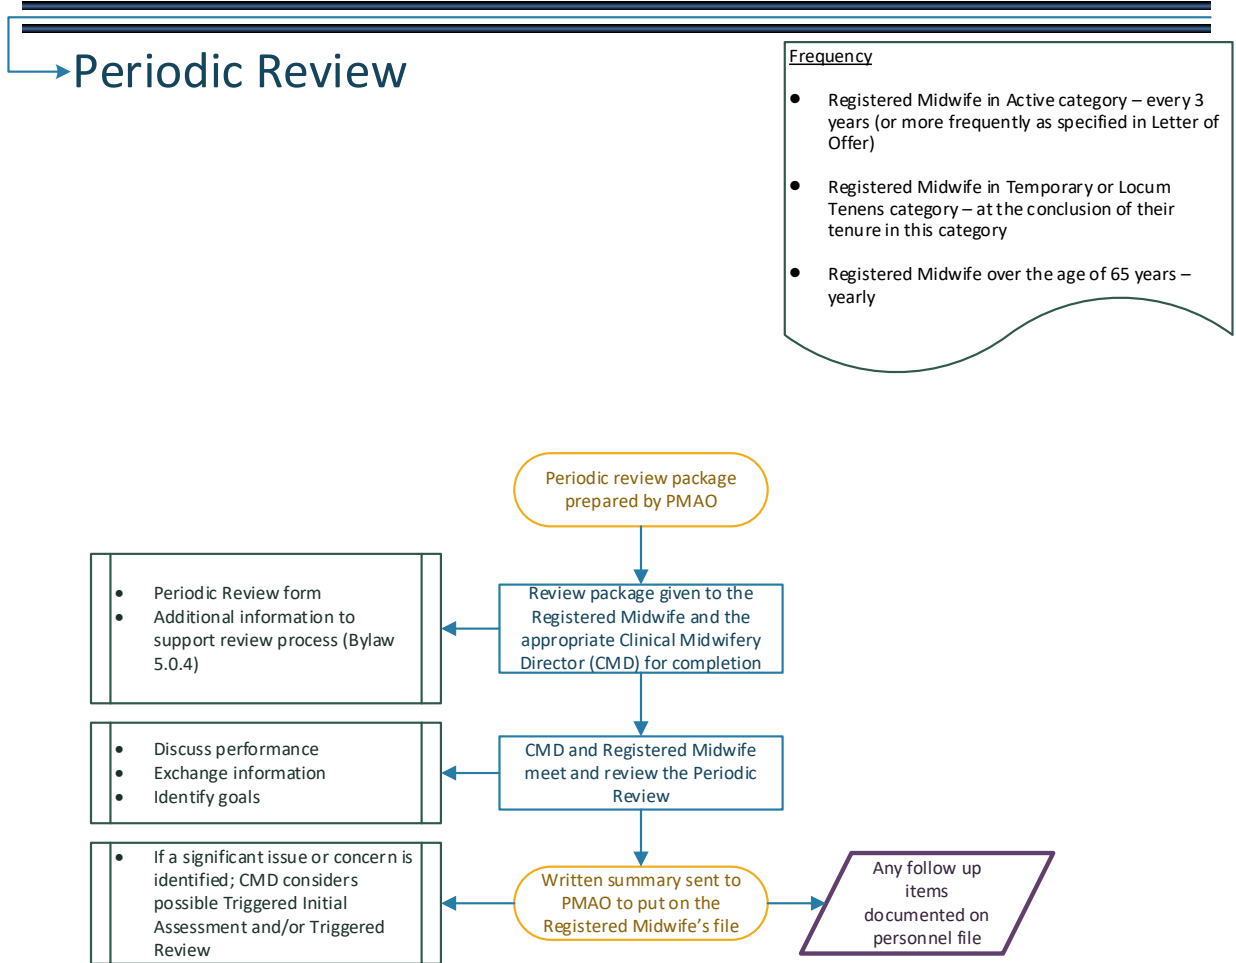 Periodic Review
Frequency
● Registered Midwife in Active category – every 3
years (or more frequently as specified in Letter of
Offer)
● Registered Midwife in Temporary or Locum
Tenens category – at the conclusion of their
tenure in this category
● Registered Midwife over the age of 65 years –
yearly
Periodic review package
prepared by PMAO
● Periodic Review form
● Additional information to
support review process (Bylaw
5.0.4)
Review package given to the
Registered Midwife and the
appropriate Clinical Midwifery
Director (CMD) for completion
● Discuss performance
● Exchange information
● Identify goals
CMD and Registered Midwife
meet and review the Periodic
Review
● If a significant issue or concern is
identified; CMD considers
possible Triggered Initial
Assessment and/or Triggered
Review
Written summary sent to
PMAO to put on the
Registered Midwife’s file
Any follow up
items
documented on
personnel file